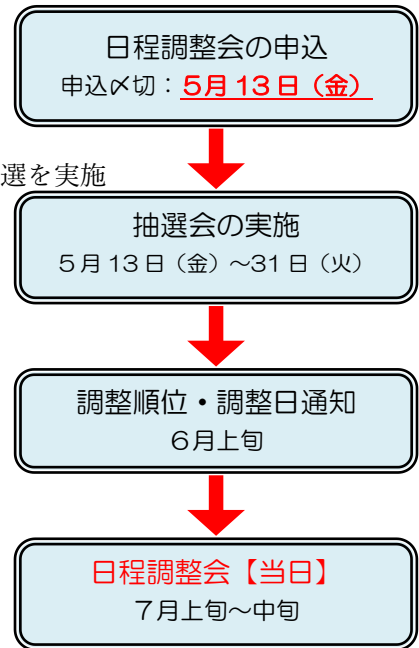 日程調整会の申込
申込〆切：５月13日（金）
選を実施
抽選会の実施
５月13日（金）～31日（火）
調整順位・調整日通知
６月上旬
日程調整会【当日】
７月上旬～中旬